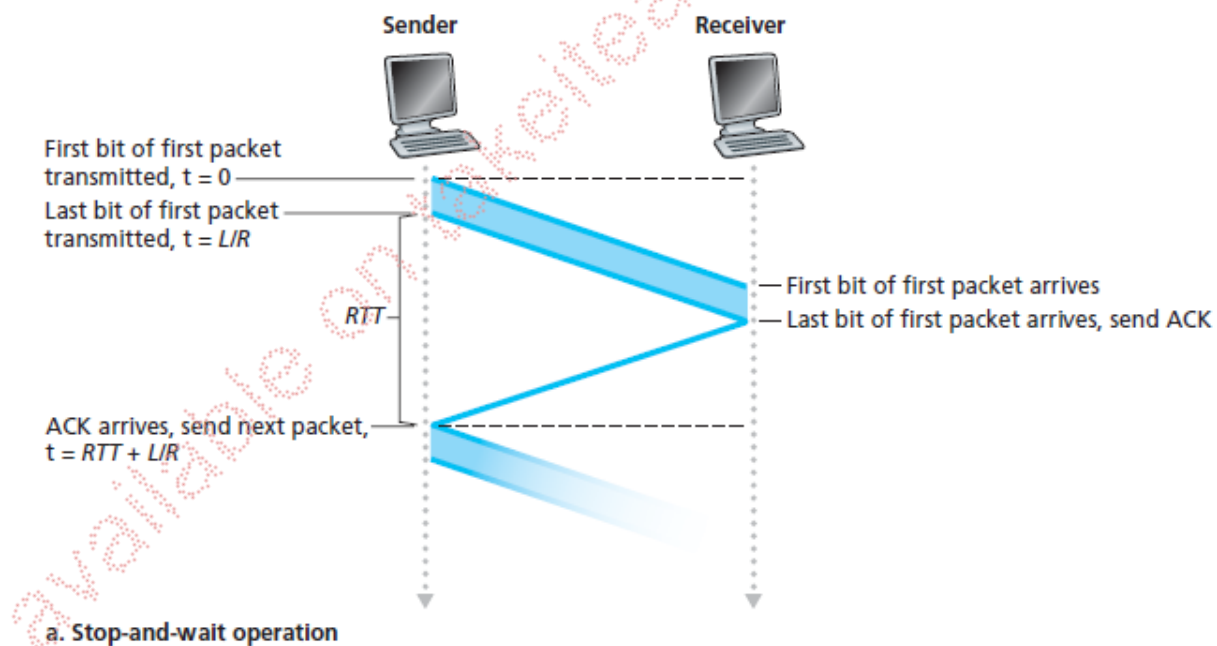 Sender
Receiver
First bit of first packet
transmitted, t = 0
Last bit of first packet
transmitted, t = L/R
First bit of first packet arrives
RTT
Last bit of first packet arrives, send ACK
ACK arrives, send next packet,
t = RTT + L/R
a. Stop-and-wait operation
available on